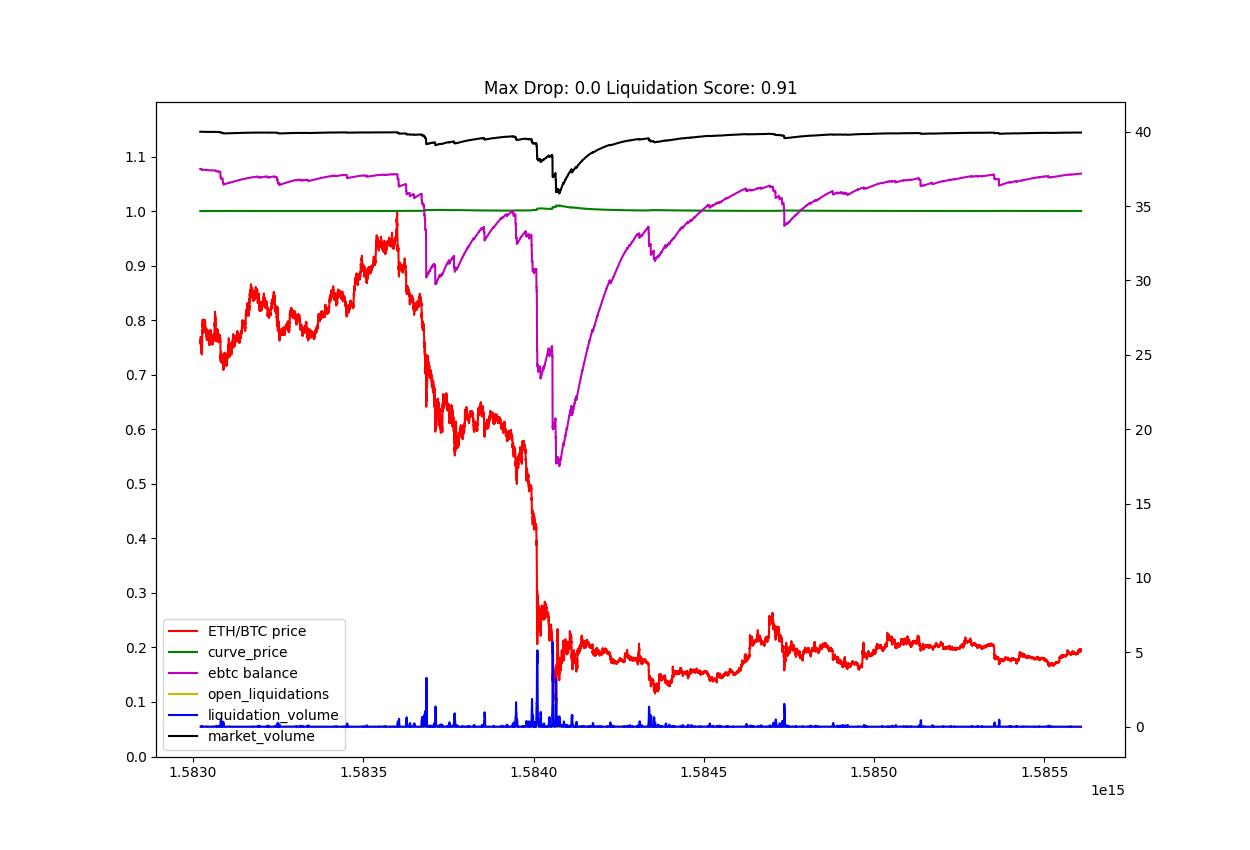 Max Drop: 0.0 Liquidation Score: 0.91
1.1
1.0
0.9
0.8
0.7
0.6
0.5
0.4
0.3
0.2
0.1
0.0
40
35
30
25
20
15
10
5
0
ETH/BTC price
curve_price
ebtc balance
open_liquidations
liquidation_volume
market_volume
1.5830 1.5835 1.5840 1.5845 1.5850 1.5855
1e15